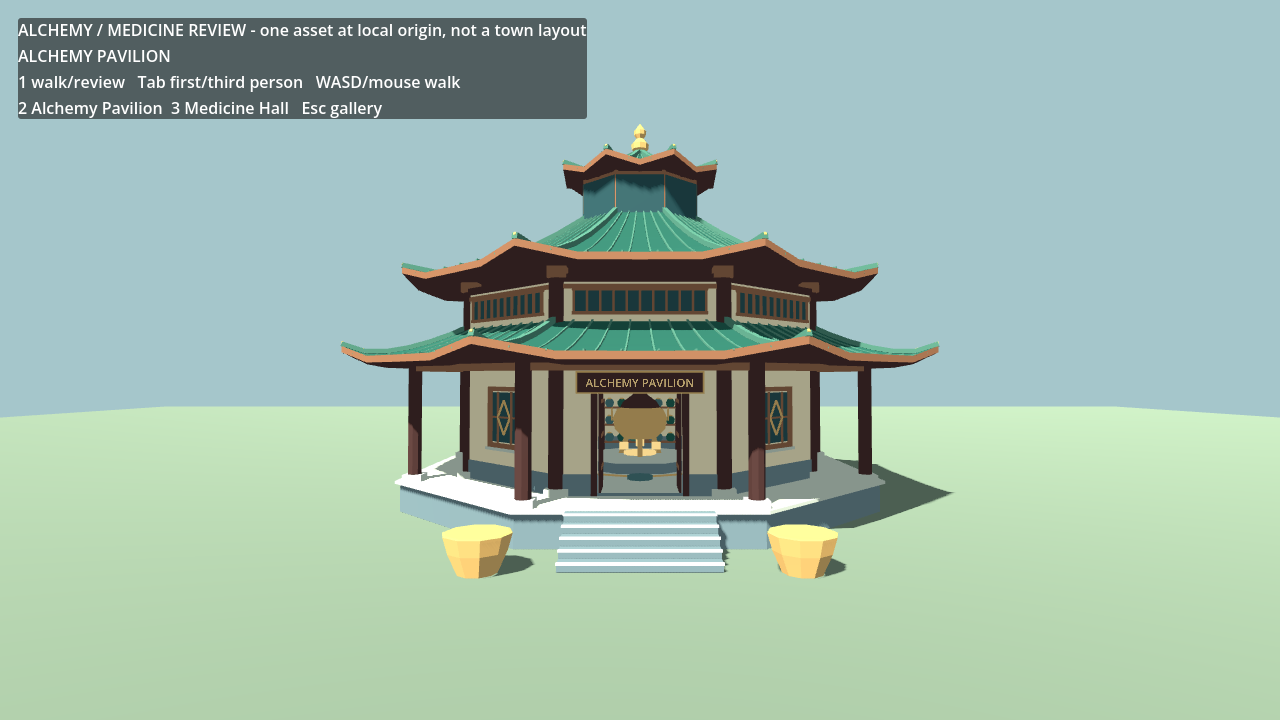 ALCHEMY / MEDICINE REVIEW - one asset at local origin, not a town layout
ALCHEMY PAVILION
1 walk/review   Tab first/third person   WASD/mouse walk
2 Alchemy Pavilion  3 Medicine Hall   Esc gallery
ALCHEMY PAVILION